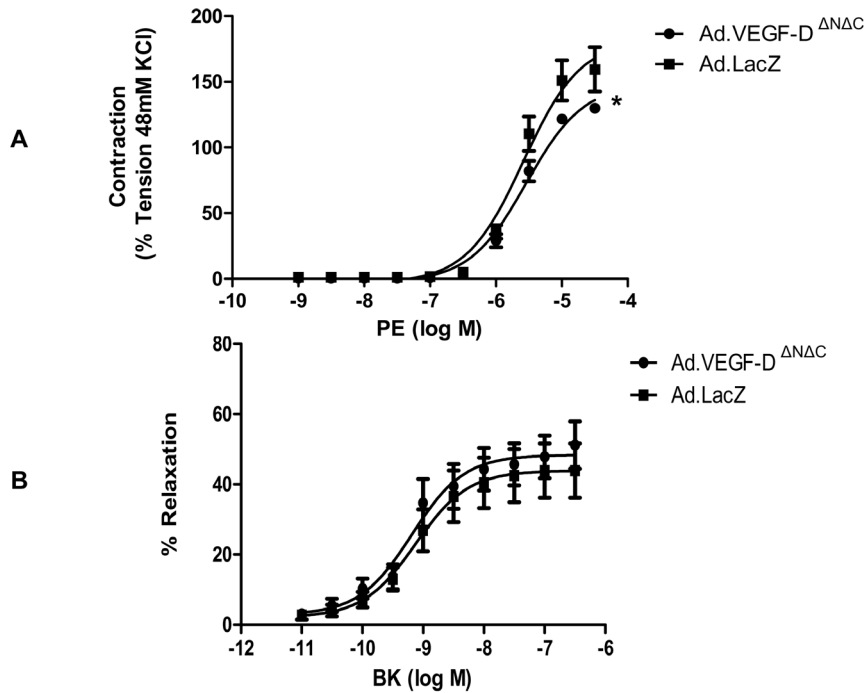 A
Contraction
(% Tension 48mM KCl)
200
150
100
50
0
-10 -9 -8 -7 -6 -5 -4
PE (log M)
*
Ad.VEGF-D ΔNΔC
Ad.LacZ
B
% Relaxation
80
60
40
20
0
-12 -11 -10 -9 -8 -7 -6
BK (log M)
Ad.VEGF-D ΔNΔC
Ad.LacZ